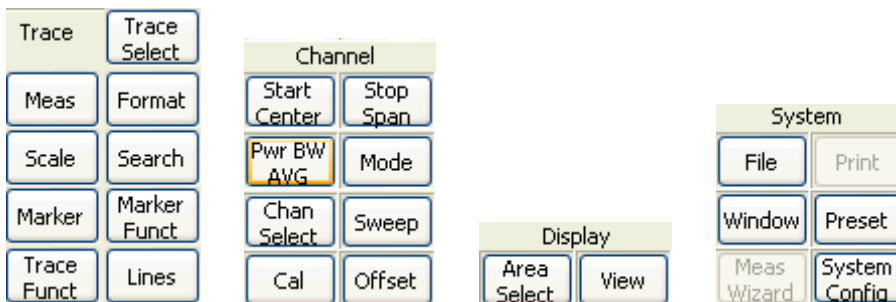 Trace
Trace
Select
Meas
Format
Scale
Search
Marker
Marker
Funct
Trace
Funct
Lines
Channel
Start
Center
Stop
Span
Pwr BW
AVG
Mode
Chan
Select
Sweep
Cal
Offset
Display
Area
Select
View
System
File
Print
Window
Preset
Meas
Wizard
System
Config